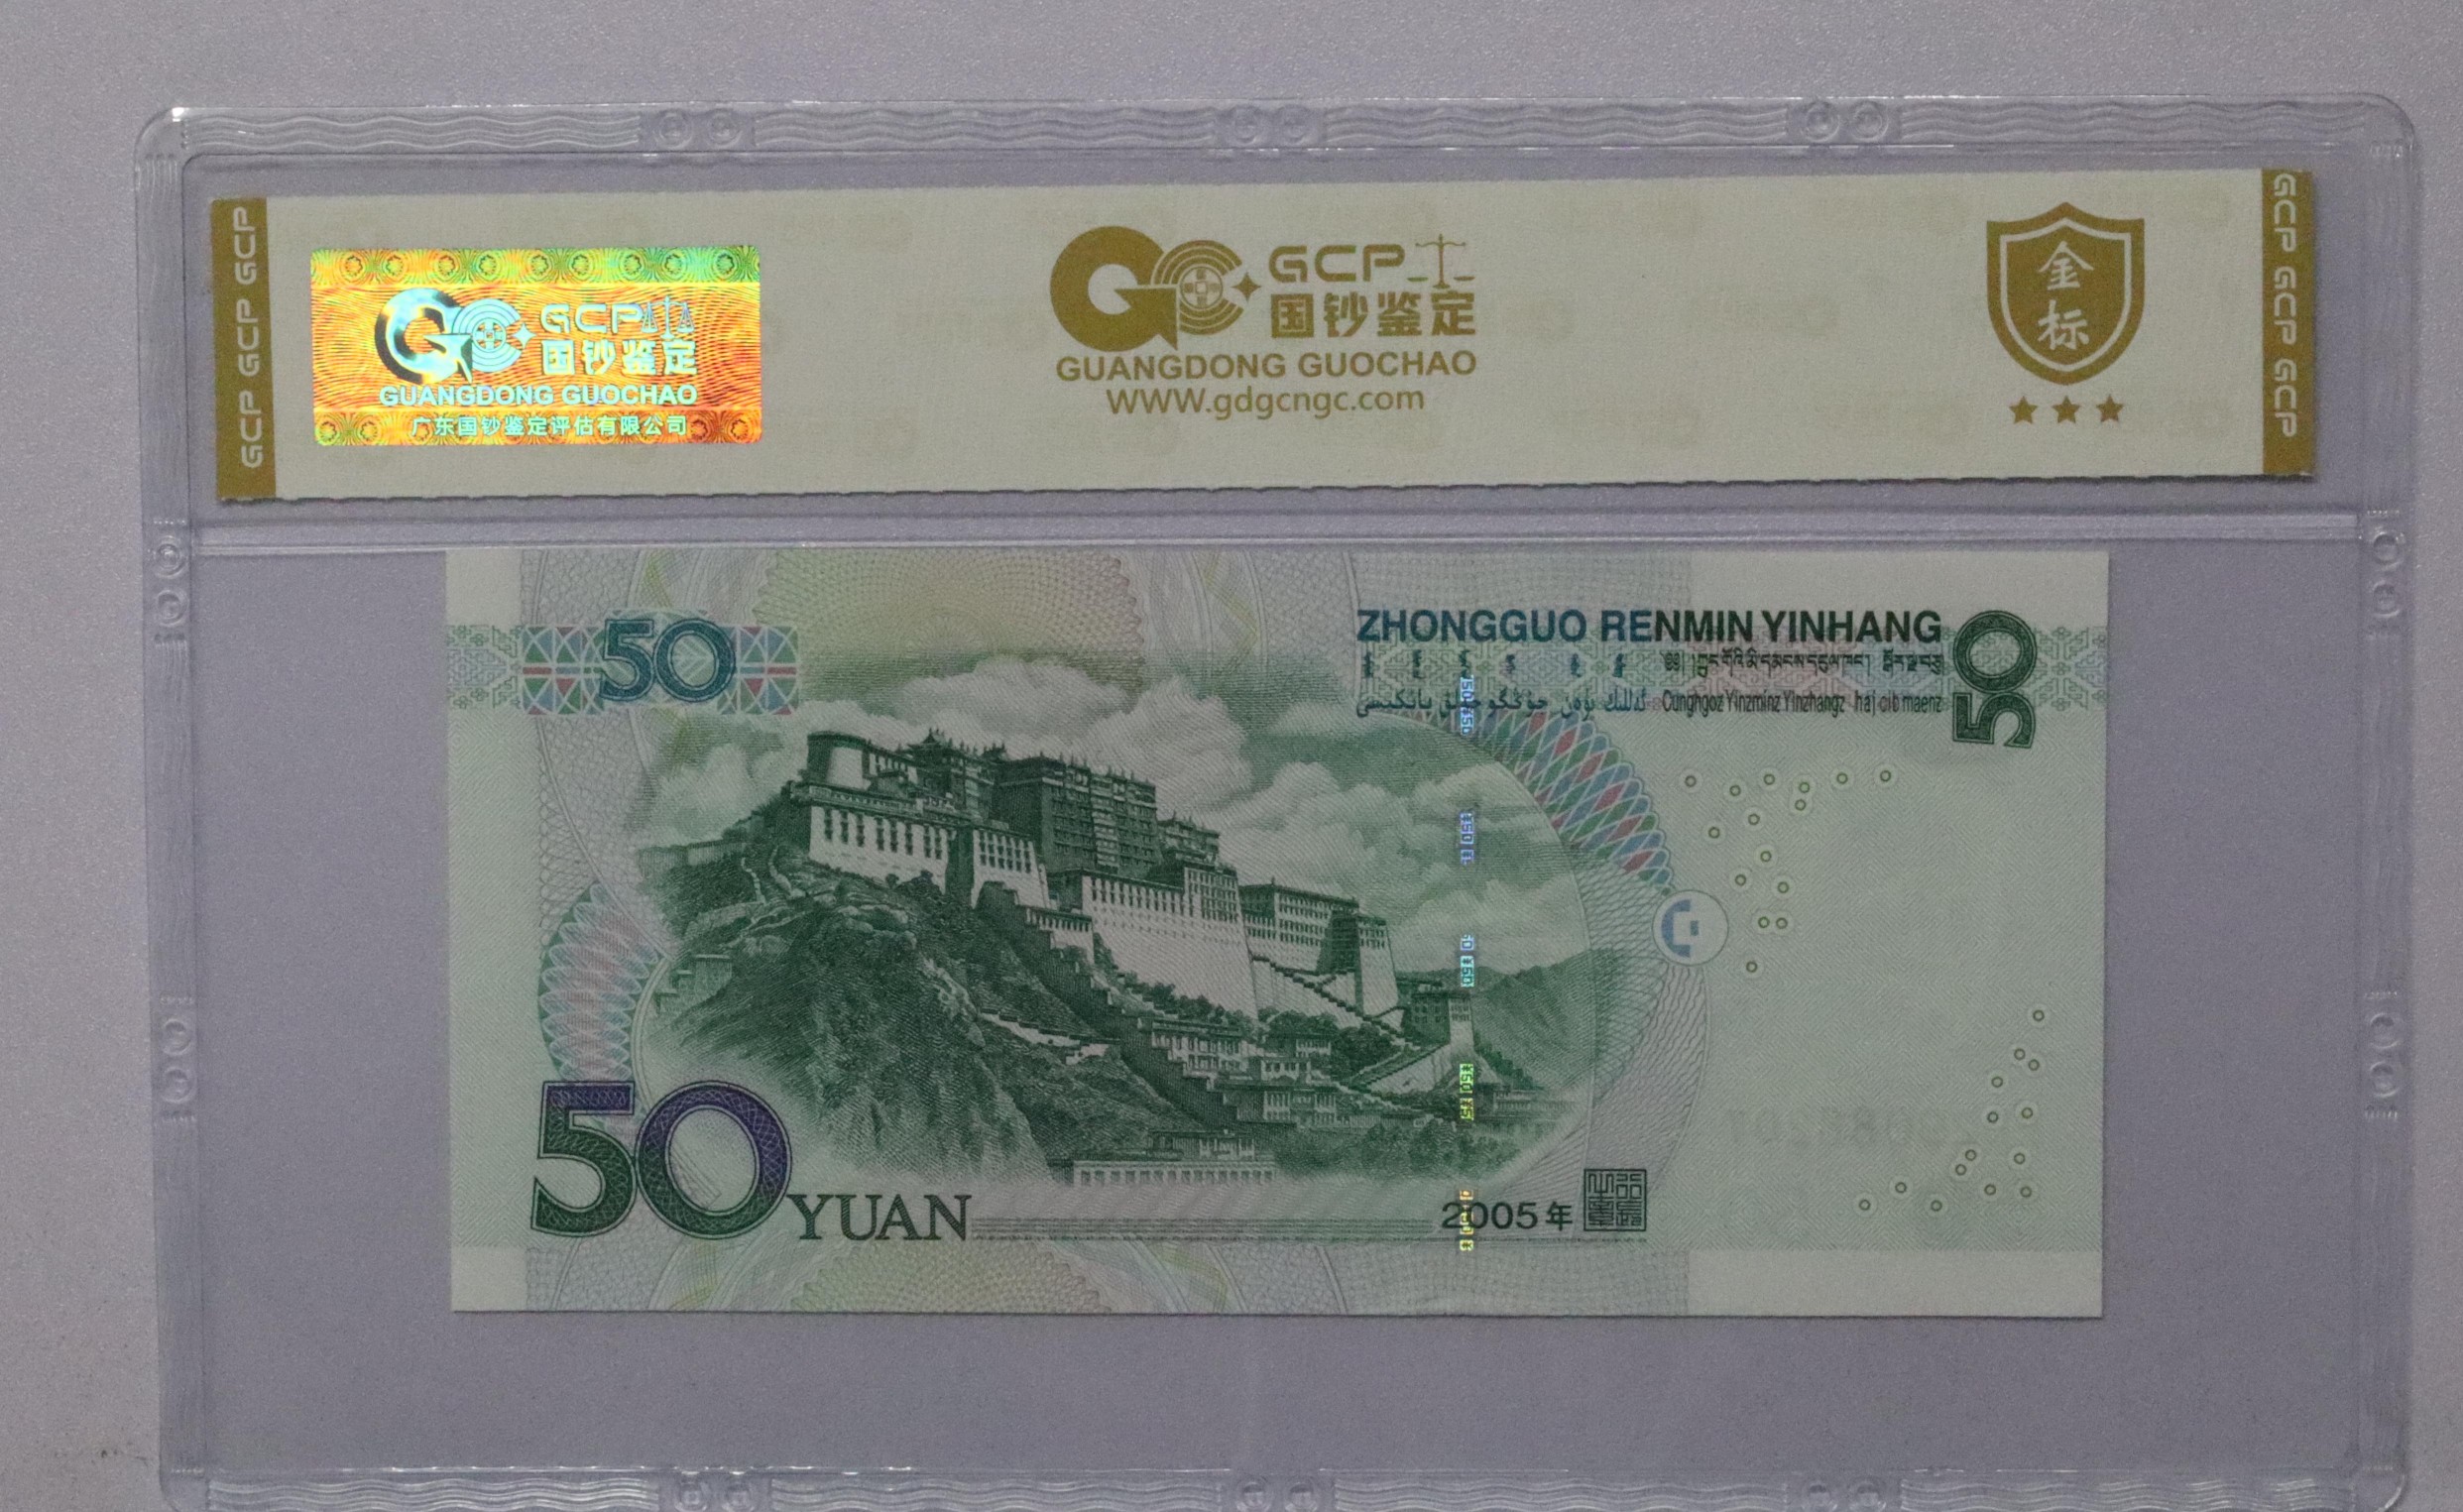 GCP GCP GCP
GCP
国钞鉴定
GUANGDONG GUOCHAO
广东国钞鉴定评估有限公司
GCP
国钞鉴定
GUANGDONG GUOCHAO
WWW.gdgcngc.com
金
标
GCP GCP GCP
50
ZHONGGUO RENMIN YINHANG
50
Cunghgoz Yinzminz Yinzhangz haj cib maenz
50
YUAN
2005年